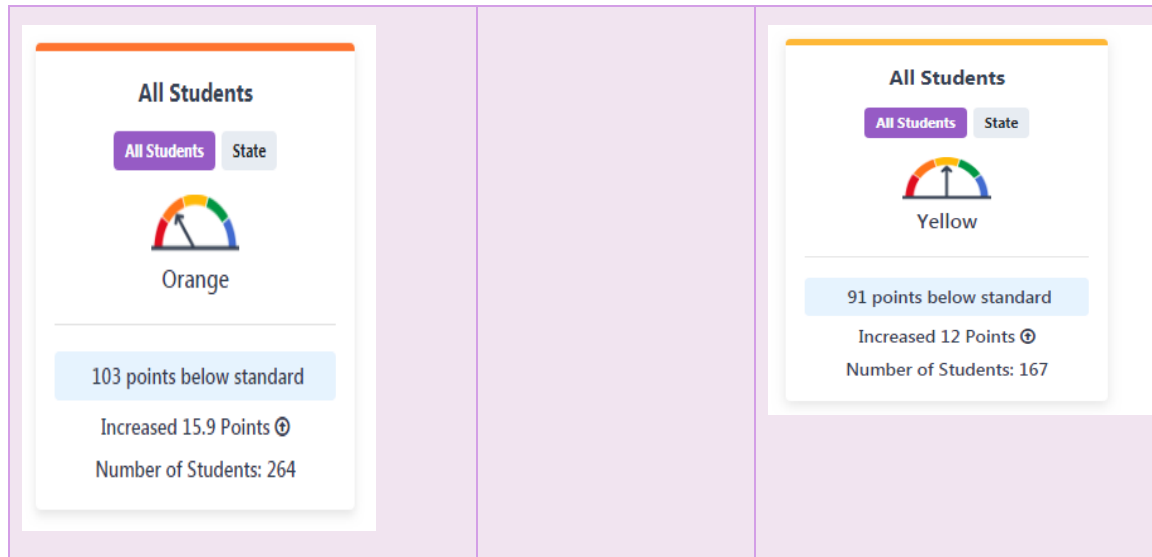 All Students
All Students State
Orange
103 points below standard
Increased 15.9 Points
Number of Students: 264
All Students
All Students State
Yellow
91 points below standard
Increased 12 Points
Number of Students: 167